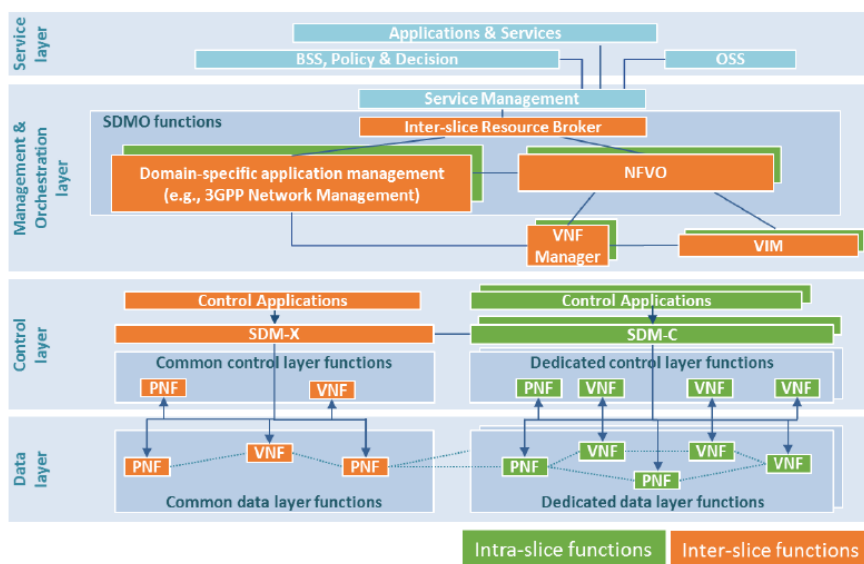 Service
layer
Applications & Services
BSS, Policy & Decision
OSS
Management &
Orchestration
layer
Service Management
SDMO functions
Inter-slice Resource Broker
Domain-specific application management
(e.g., 3GPP Network Management)
NFVO
VNF
Manager
VIM
Control
layer
Control Applications
Control Applications
SDM-X
SDM-C
Common control layer functions
Dedicated control layer functions
PNF
VNF
PNF
VNF
VNF
VNF
Data
layer
PNF
VNF
PNF
PNF
VNF
PNF
VNF
VNF
Common data layer functions
Dedicated data layer functions
Intra-slice functions
Inter-slice functions